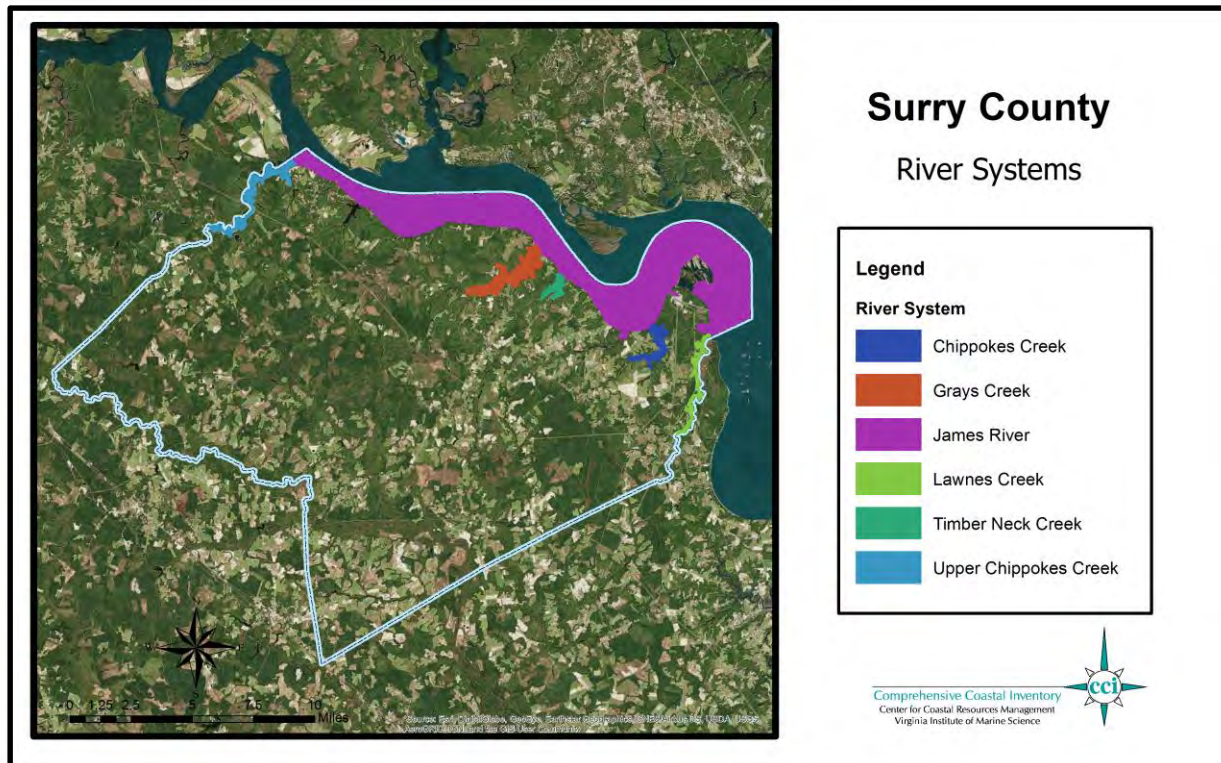 Surry County
River Systems
Legend
River System
Chippokes Creek
Grays Creek
James River
Lawnes Creek
Timber Neck Creek
Upper Chippokes Creek
0 1.25 2.5 5 7.5 10
Miles
cci
Comprehensive Coastal Inventory
Center for Coastal Resources Management
Virginia Institute of Marine Science